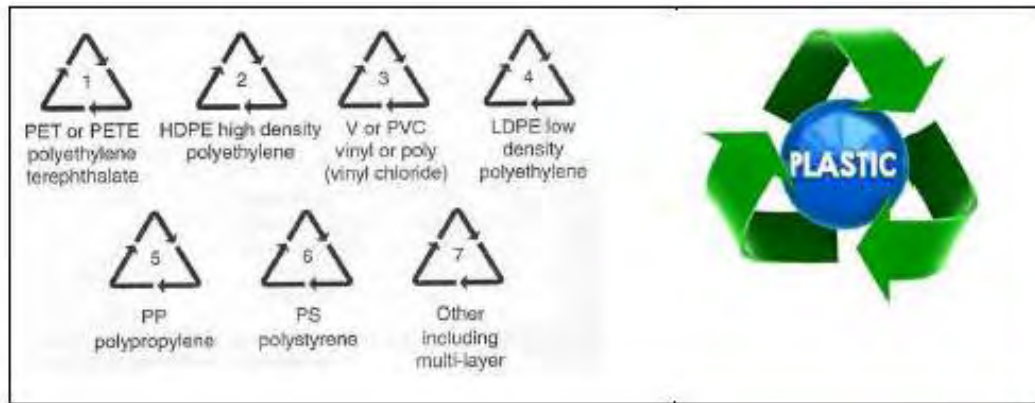 1
PET or PETE
polyethylene
terephthalate
2
HDPE high density
polyethylene
3
V or PVC
vinyl or poly
(vinyl chloride)
4
LDPE low
density
polyethylene
5
PP
polypropylene
6
PS
polystyrene
7
Other
including
multi-layer
PLASTIC